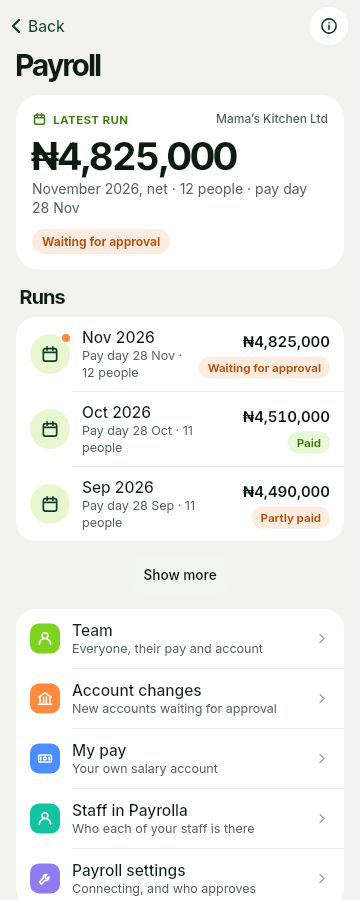 Back
Payroll
LATEST RUN
Mama’s Kitchen Ltd
₦4,825,000
November 2026, net · 12 people · pay day
28 Nov
Waiting for approval
Runs
Nov 2026
₦4,825,000
Pay day 28 Nov ·
12 people
Waiting for approval
Oct 2026
₦4,510,000
Pay day 28 Oct · 11
people
Paid
Sep 2026
₦4,490,000
Pay day 28 Sep · 11
people
Partly paid
Show more
Team
Everyone, their pay and account
Account changes
New accounts waiting for approval
My pay
Your own salary account
Staff in Payrolla
Who each of your staff is there
Payroll settings
Connecting, and who approves